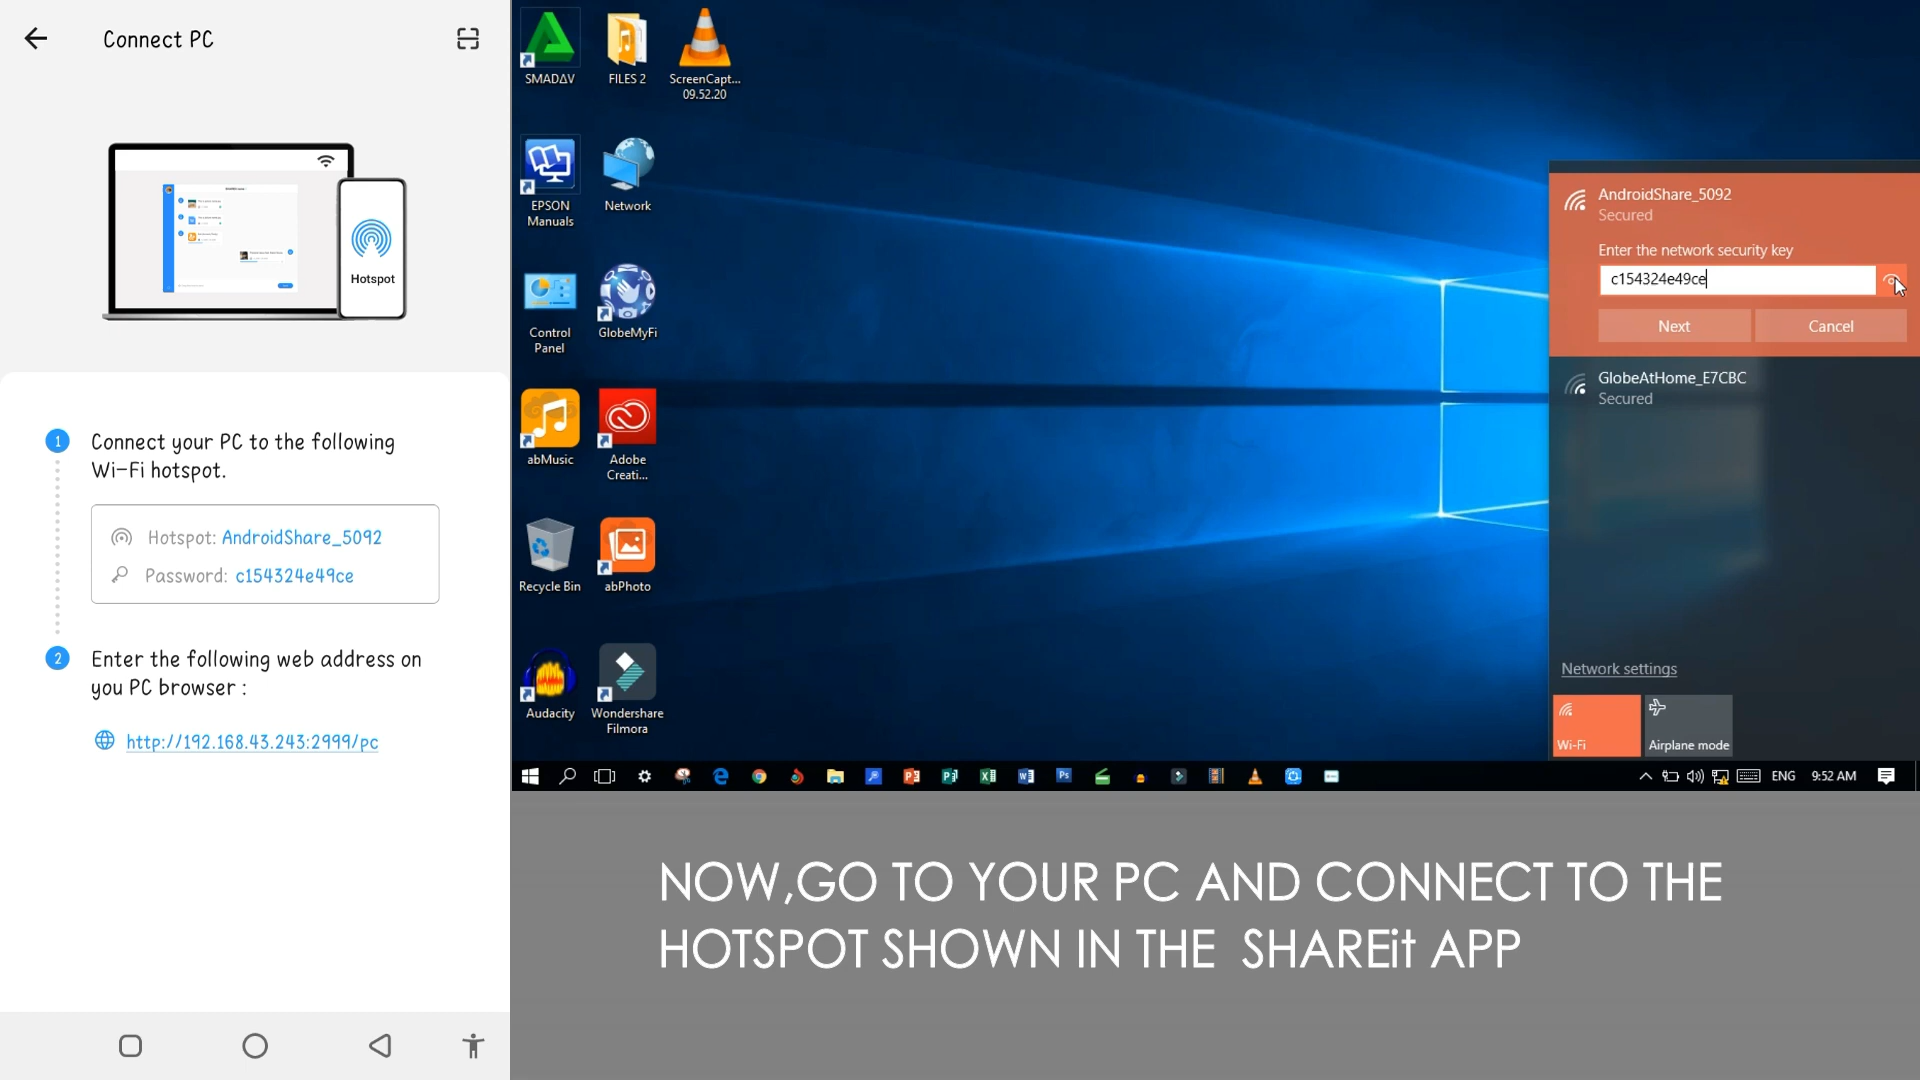 Connect PC
Hotspot
1 Connect your PC to the following
Wi-Fi hotspot.
Hotspot: AndroidShare_5092
Password: c154324e49ce
2 Enter the following web address on
you PC browser :
http://192.168.43.243:2999/pc
SMADΔV
FILES 2
ScreenCapt...
09.52.20
EPSON
Manuals
Network
Control
Panel
GlobeMyFi
abMusic
Adobe
Creati...
Recycle Bin
abPhoto
Audacity
Wondershare
Filmora
AndroidShare_5092
Secured
Enter the network security key
c154324e49ce
Next
Cancel
GlobeAtHome_E7CBC
Secured
Network settings
Wi-Fi
Airplane mode
ENG
9:52 AM
NOW,GO TO YOUR PC AND CONNECT TO THE
HOTSPOT SHOWN IN THE SHAREit APP